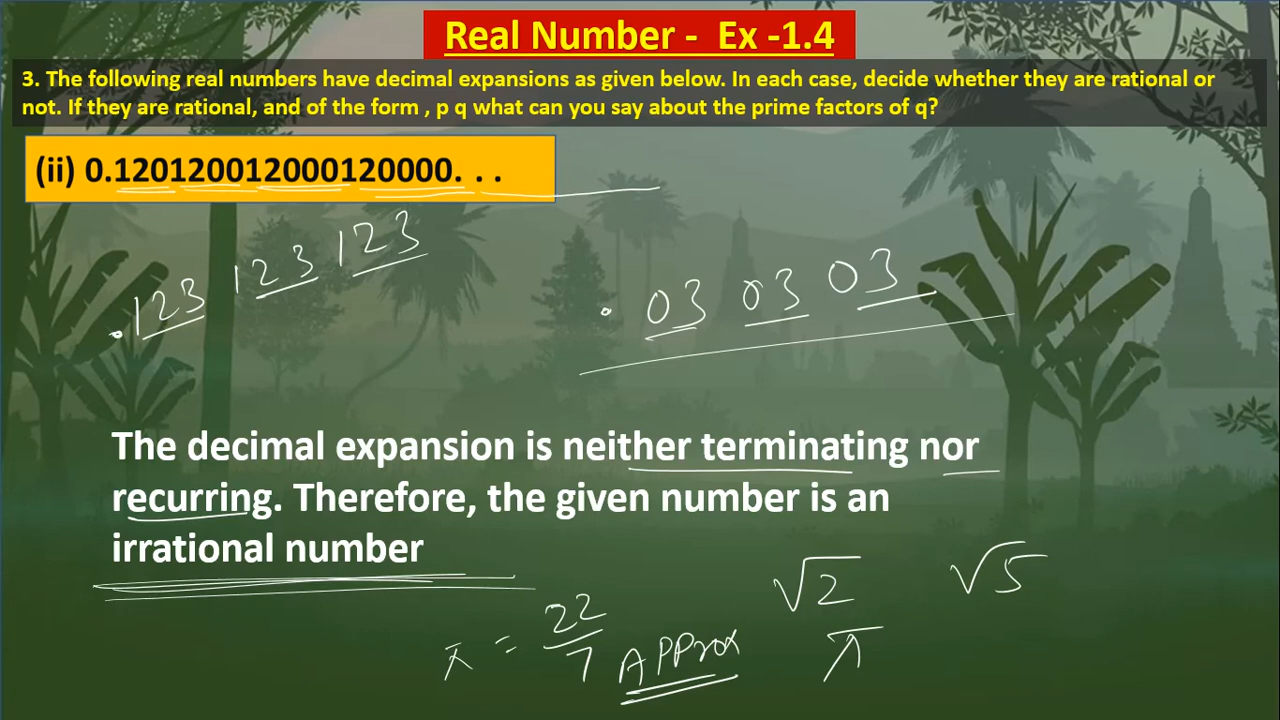 Real Number - Ex -1.4
3. The following real numbers have decimal expansions as given below. In each case, decide whether they are rational or
not. If they are rational, and of the form , p q what can you say about the prime factors of q?
(ii) 0.120120012000120000. . .
.123 123 123
. 03 03 03
The decimal expansion is neither terminating nor
recurring. Therefore, the given number is an
irrational number
√2 √5
π = 22/7 APProx π